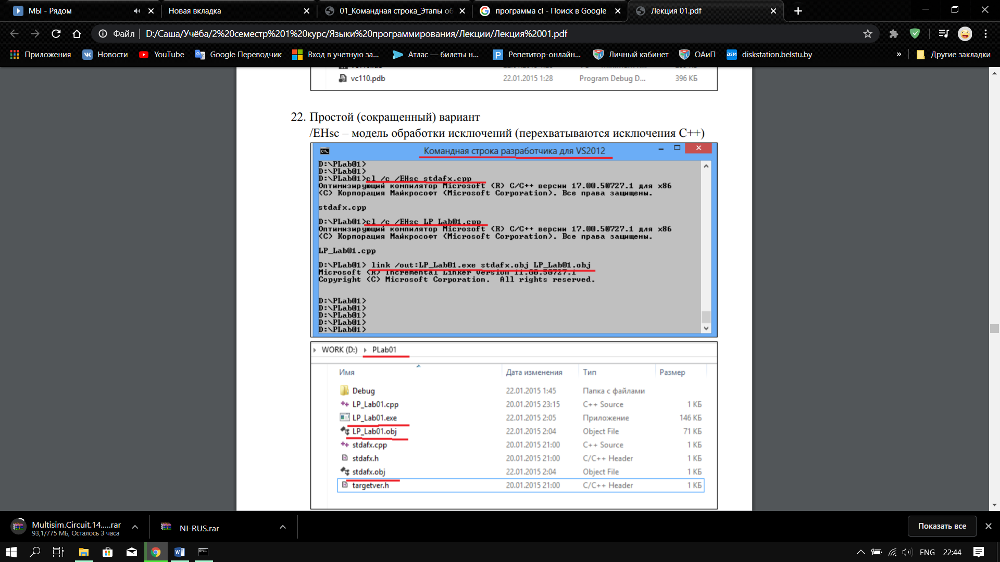 МЫ - Рядом
Новая вкладка
01_Командная строка_Этапы об
программа cl - Поиск в Google
Лекция 01.pdf
Файл
D:/Саша/Учёба/2%20семестр%201%20курс/Языки%20программирования/Лекции/Лекция%2001.pdf
Приложения
Новости
YouTube
Google Переводчик
Вход в учетную за...
Атлас — билеты н...
Репетитор-онлайн...
Личный кабинет
ОАиП
diskstation.belstu.by
»
Другие закладки
vc110.pdb 22.01.2015 1:28 Program Debug D... 396 КБ
22. Простой (сокращенный) вариант
/EHsc – модель обработки исключений (перехватываются исключения C++)
Командная строка разработчика для VS2012
D:\PLab01>
D:\PLab01>
D:\PLab01>cl /c /EHsc stdafx.cpp
Оптимизирующий компилятор Microsoft (R) C/C++ версии 17.00.50727.1 для x86
(C) Корпорация Майкрософт (Microsoft Corporation). Все права защищены.
stdafx.cpp
D:\PLab01>cl /c /EHsc LP_Lab01.cpp
Оптимизирующий компилятор Microsoft (R) C/C++ версии 17.00.50727.1 для x86
(C) Корпорация Майкрософт (Microsoft Corporation). Все права защищены.
LP_Lab01.cpp
D:\PLab01> link /out:LP_Lab01.exe stdafx.obj LP_Lab01.obj
Microsoft (R) Incremental Linker Version 11.00.50727.1
Copyright (C) Microsoft Corporation. All rights reserved.
D:\PLab01>
D:\PLab01>
D:\PLab01>
D:\PLab01>
D:\PLab01>
WORK (D:) PLab01
Имя Дата изменения Тип Размер
Debug 22.01.2015 1:45 Папка с файлами
LP_Lab01.cpp 20.01.2015 23:15 C++ Source 1 КБ
LP_Lab01.exe 22.01.2015 2:05 Приложение 146 КБ
LP_Lab01.obj 22.01.2015 2:04 Object File 71 КБ
stdafx.cpp 20.01.2015 21:00 C++ Source 1 КБ
stdafx.h 20.01.2015 21:00 C/C++ Header 1 КБ
stdafx.obj 22.01.2015 2:04 Object File 1 КБ
targetver.h 20.01.2015 21:00 C/C++ Header 1 КБ
Multisim.Circuit.14.....rar
93,1/775 МБ, Осталось 3 часа
NI-RUS.rar
Показать все
ENG
22:44